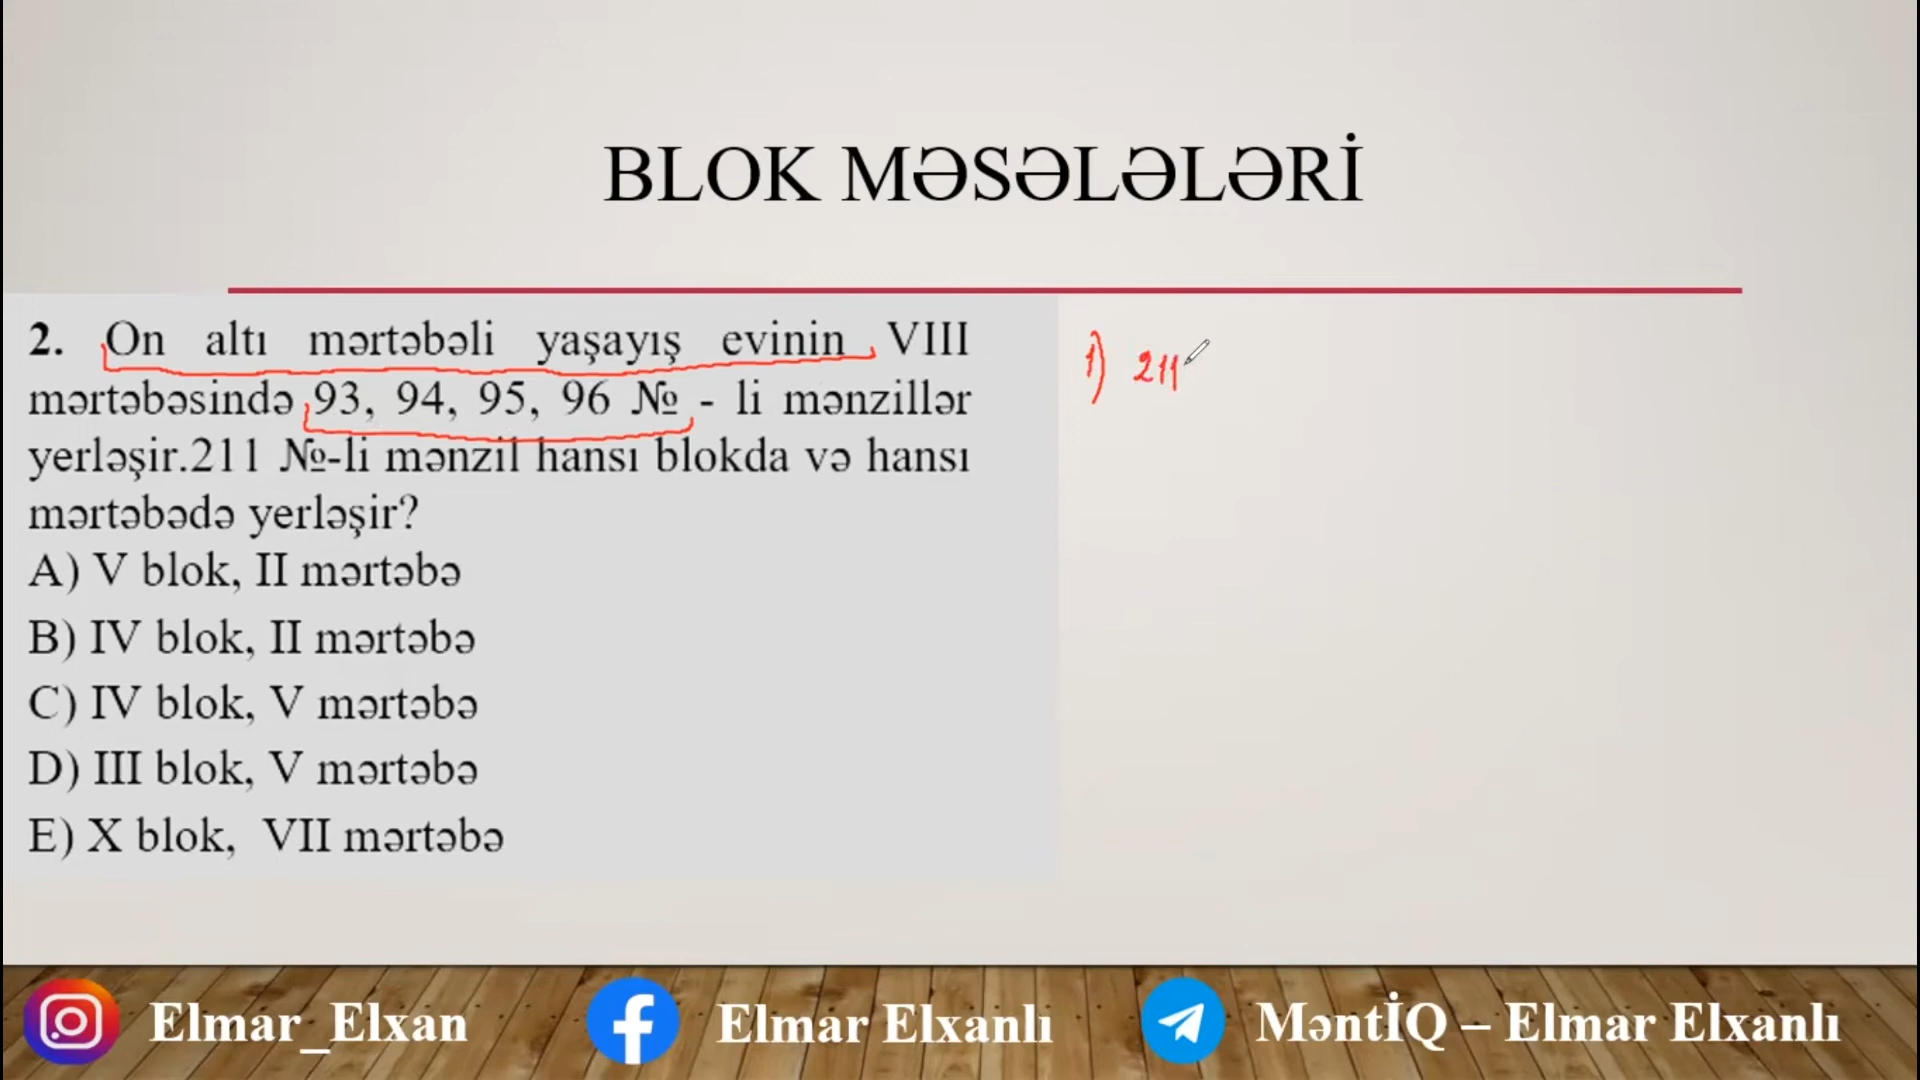 BLOK MƏSƏLƏLƏRİ
2. On altı mərtəbəli yaşayış evinin VIII
mərtəbəsində 93, 94, 95, 96 № - li mənzillər
yerləşir.211 №-li mənzil hansı blokda və hansı
mərtəbədə yerləşir?
A) V blok, II mərtəbə
B) IV blok, II mərtəbə
C) IV blok, V mərtəbə
D) III blok, V mərtəbə
E) X blok, VII mərtəbə
1) 211
Elmar_Elxan
Elmar Elxanlı
MəntİQ – Elmar Elxanlı